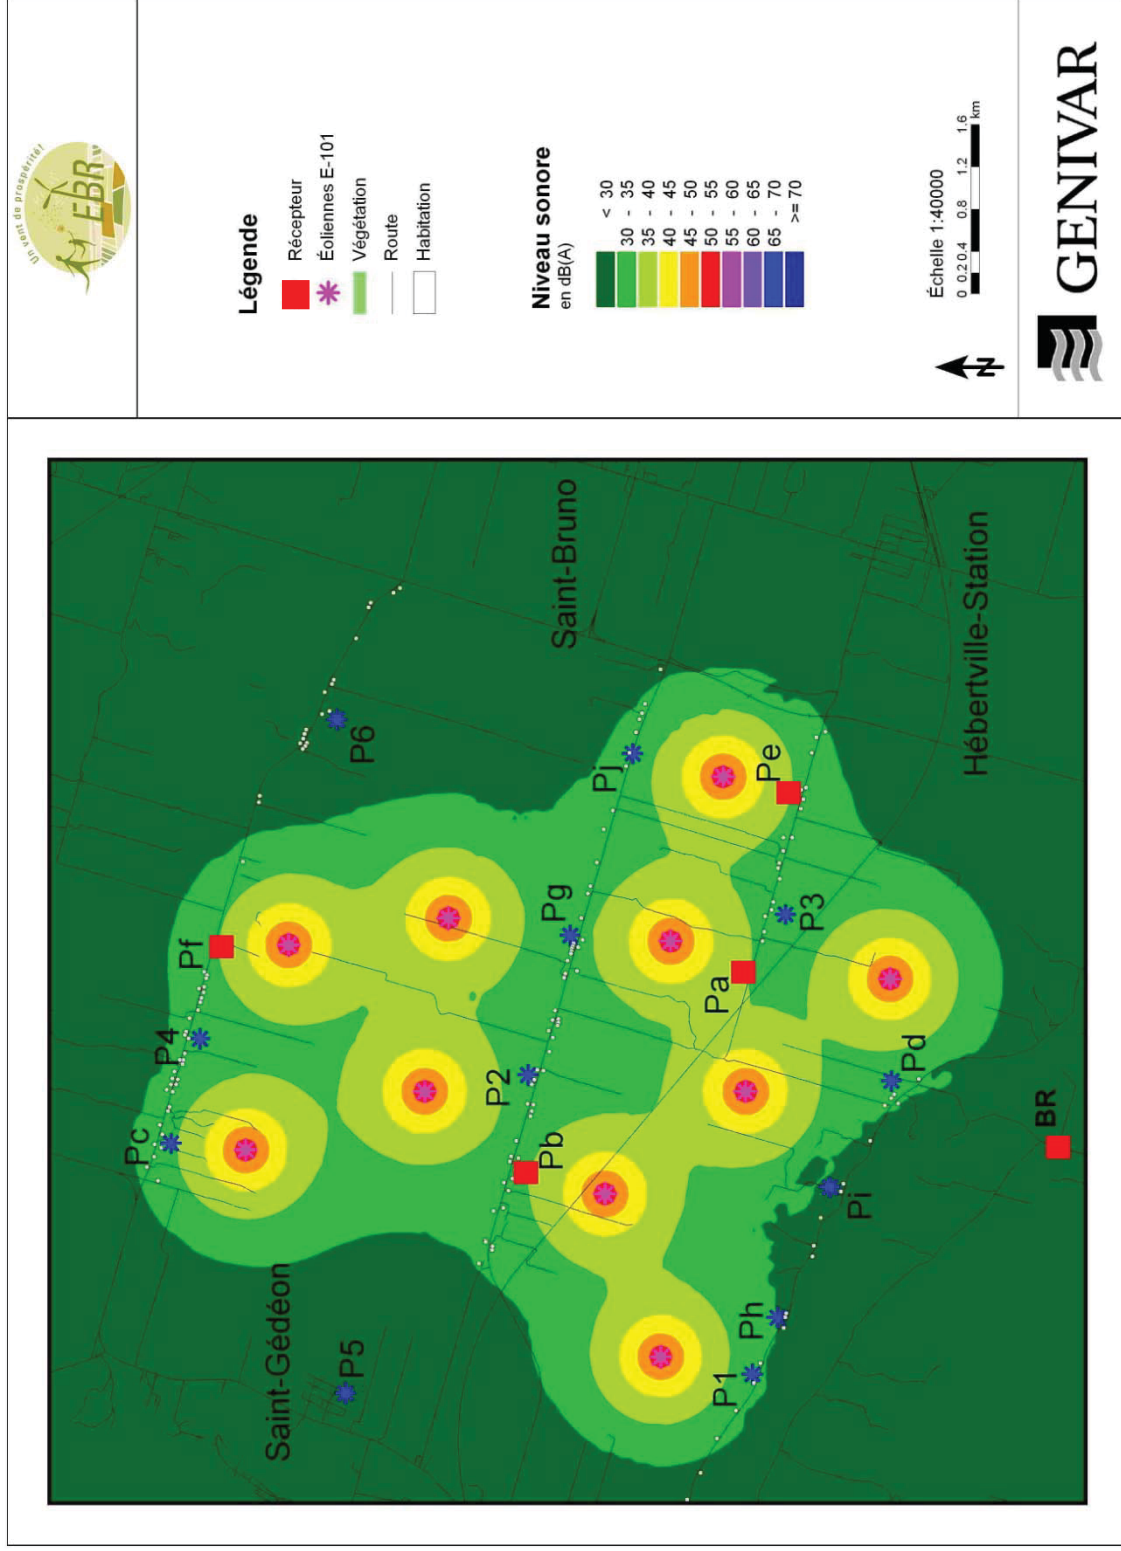 Saint-Gédéon
P5
Pc
P4
Pf
P6
P1
Ph
Pi
Pb
P2
Pg
Pj
Saint-Bruno
Pd
Pa
P3
Pe
BR
Hébertville-Station
Un vent de prospérité!
EBR
Légende
Récepteur
Éoliennes E-101
Végétation
Route
Habitation
Niveau sonore
en dB(A)
< 30
30 - 35
35 - 40
40 - 45
45 - 50
50 - 55
55 - 60
60 - 65
65 - 70
>= 70
N
Échelle 1:40000
0 0.2 0.4 0.8 1.2 1.6
km
GENIVAR